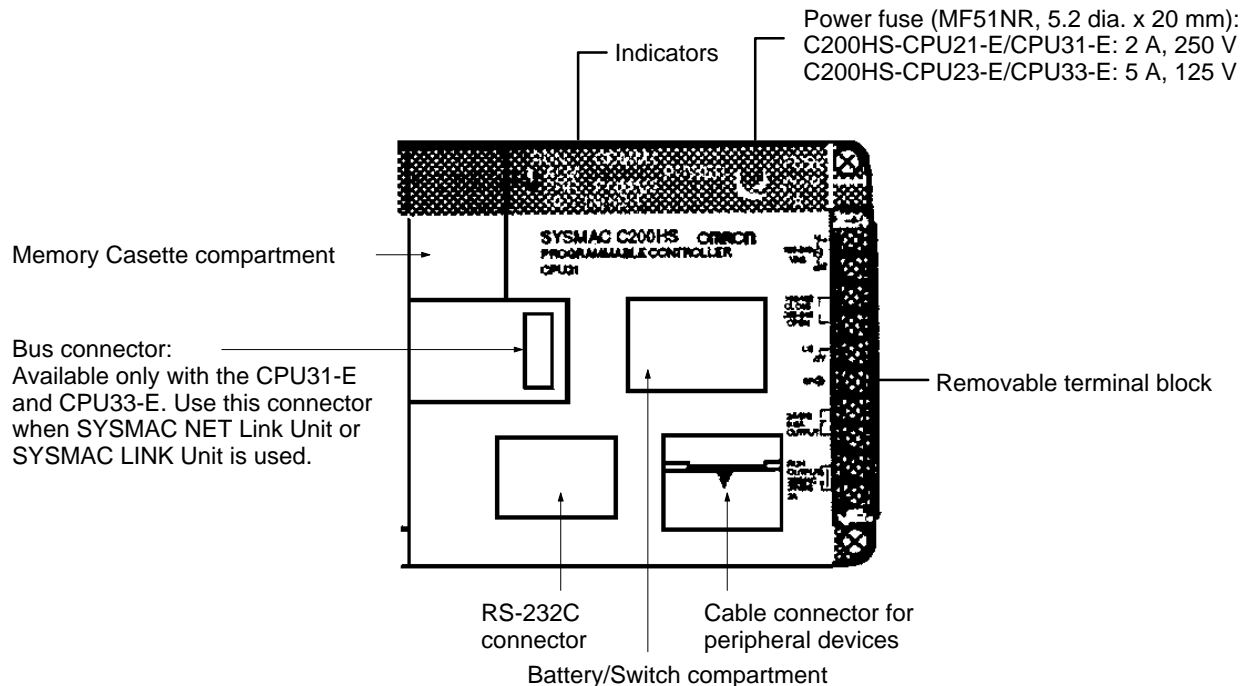 Power fuse (MF51NR, 5.2 dia. x 20 mm):
C200HS-CPU21-E/CPU31-E: 2 A, 250 V
C200HS-CPU23-E/CPU33-E: 5 A, 125 V
Indicators
Memory Casette compartment
SYSMAC C200HS OMRON
PROGRAMMABLE CONTROLLER
CPU31
Bus connector:
Available only with the CPU31-E
and CPU33-E. Use this connector
when SYSMAC NET Link Unit or
SYSMAC LINK Unit is used.
Removable terminal block
OUTPUT
RUN
OUTPUT
RS-232C
connector
Cable connector for
peripheral devices
Battery/Switch compartment